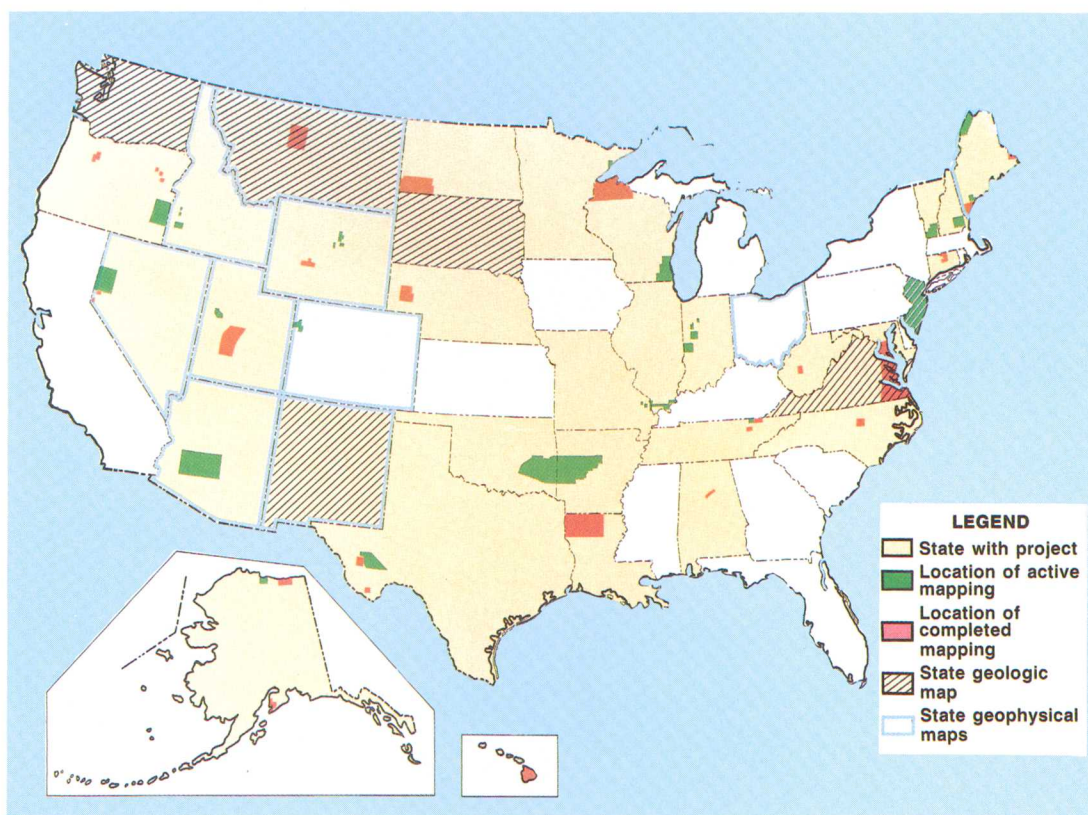 LEGEND
State with project
Location of active
mapping
Location of
completed
mapping
State geologic
map
State geophysical
maps